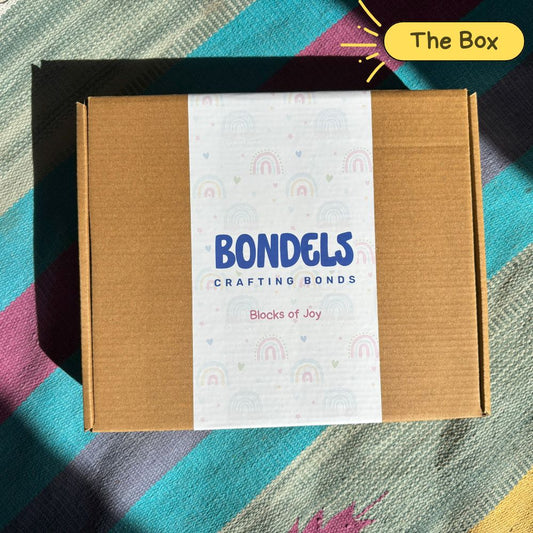 The Box
BONDELS
CRAFTING BONDS
Blocks of Joy